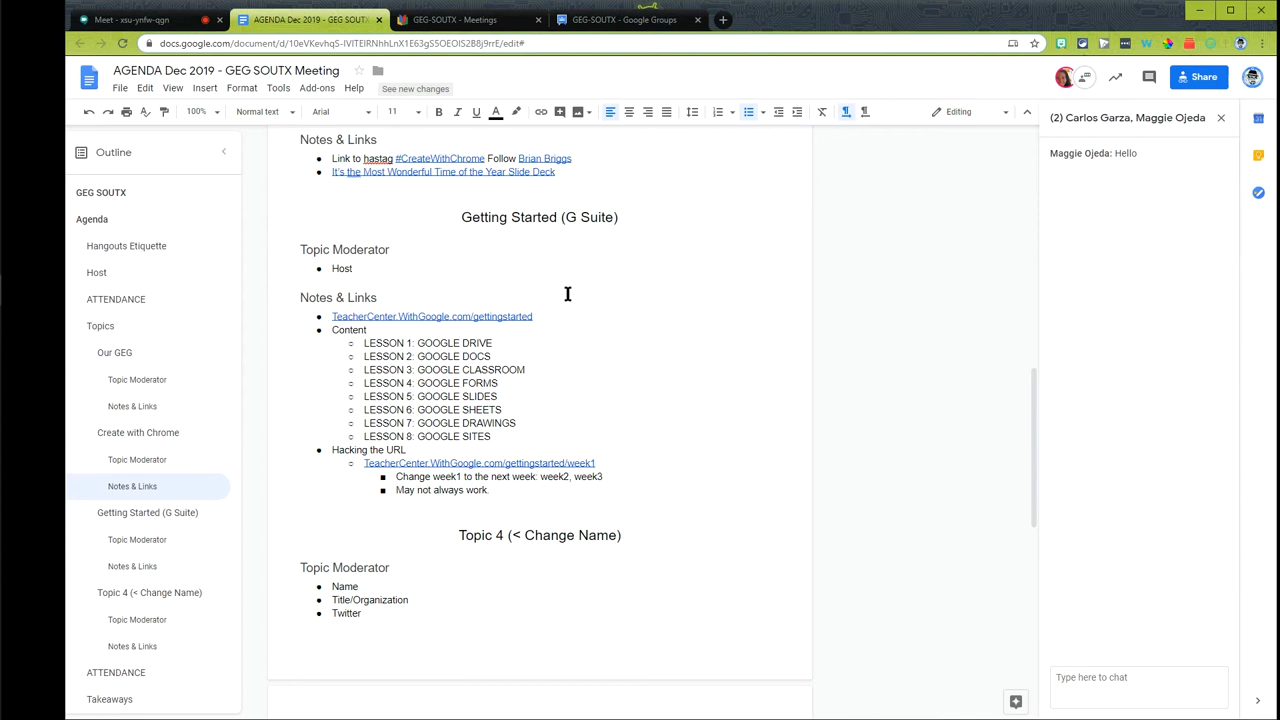 Meet - xsu-ynfw-qgn
AGENDA Dec 2019 - GEG SOUTX
GEG-SOUTX - Meetings
GEG-SOUTX - Google Groups
AGENDA Dec 2019 - GEG SOUTX Meeting
File Edit View Insert Format Tools Add-ons Help See new changes
Share
100% Normal text Arial 11 Editing
Outline
GEG SOUTX
Agenda
Hangouts Etiquette
Host
ATTENDANCE
Topics
Our GEG
Topic Moderator
Notes & Links
Create with Chrome
Topic Moderator
Notes & Links
Getting Started (G Suite)
Topic Moderator
Notes & Links
Topic 4 (< Change Name)
Topic Moderator
Notes & Links
ATTENDANCE
Takeaways
Notes & Links
Link to hastag #CreateWithChrome Follow Brian Briggs
It's the Most Wonderful Time of the Year Slide Deck
Getting Started (G Suite)
Topic Moderator
Host
Notes & Links
TeacherCenter.WithGoogle.com/gettingstarted
Content
LESSON 1: GOOGLE DRIVE
LESSON 2: GOOGLE DOCS
LESSON 3: GOOGLE CLASSROOM
LESSON 4: GOOGLE FORMS
LESSON 5: GOOGLE SLIDES
LESSON 6: GOOGLE SHEETS
LESSON 7: GOOGLE DRAWINGS
LESSON 8: GOOGLE SITES
Hacking the URL
TeacherCenter.WithGoogle.com/gettingstarted/week1
Change week1 to the next week: week2, week3
May not always work.
Topic 4 (< Change Name)
Topic Moderator
Name
Title/Organization
Twitter
(2) Carlos Garza, Maggie Ojeda
Maggie Ojeda: Hello
Type here to chat